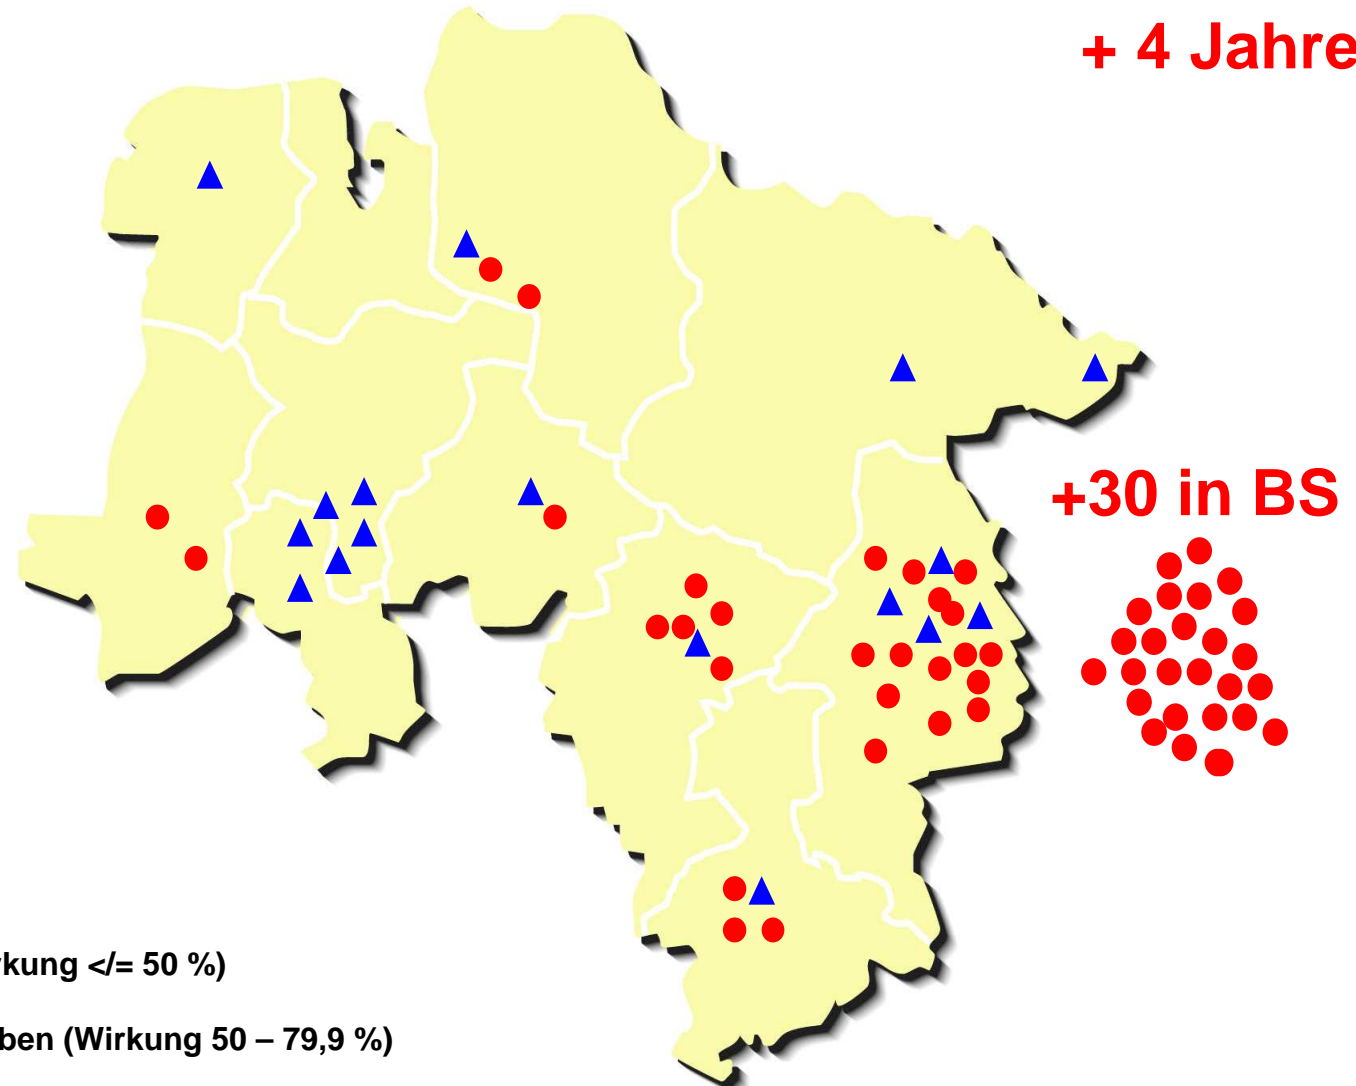 + 4 Jahre
+30 in BS
kung </= 50 %)
ben (Wirkung 50 – 79,9 %)